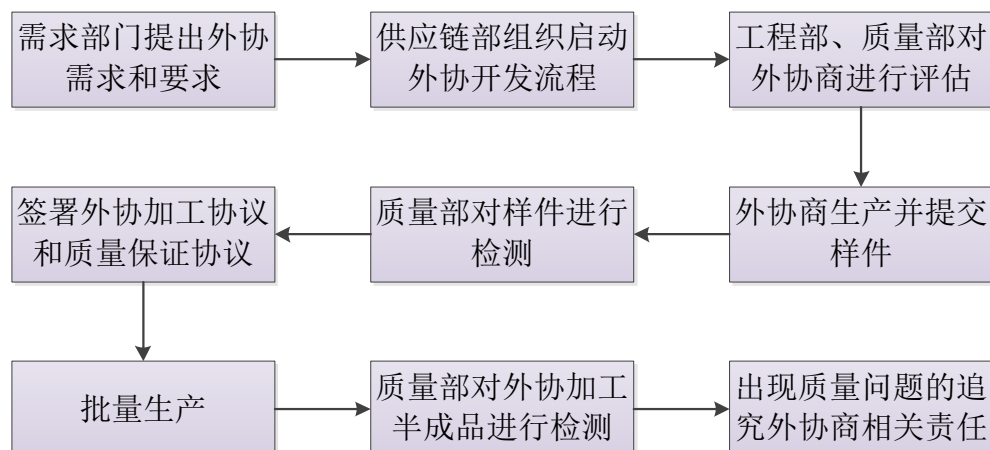 需求部门提出外协
需求和要求
供应链部组织启动
外协开发流程
工程部、质量部对
外协商进行评估
外协商生产并提交
样件
质量部对样件进行
检测
签署外协加工协议
和质量保证协议
批量生产
质量部对外协加工
半成品进行检测
出现质量问题的追
究外协商相关责任